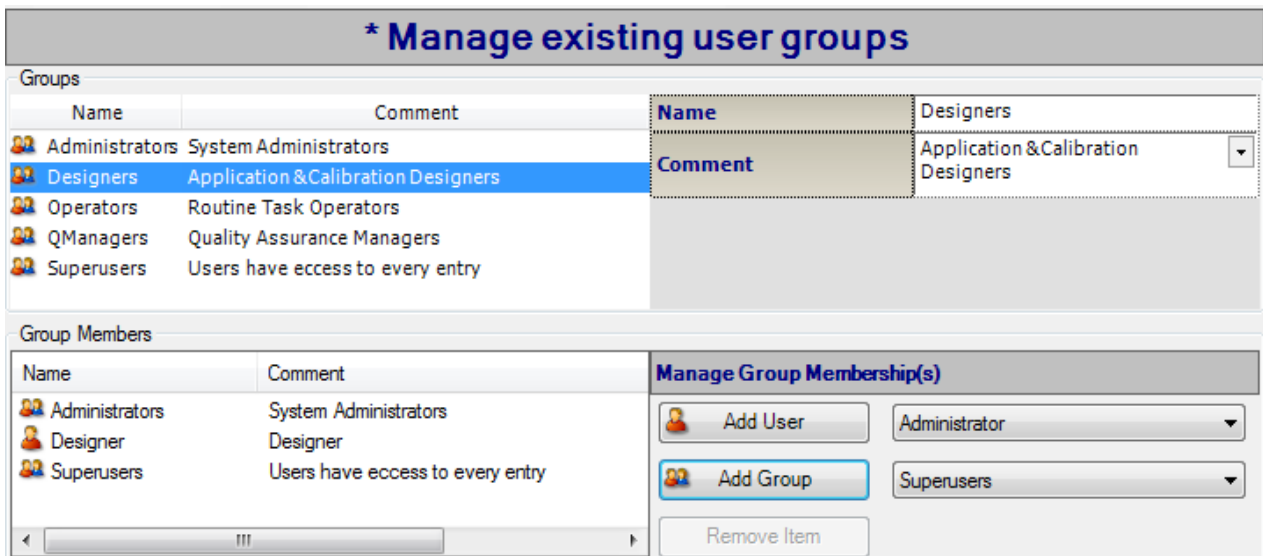 * Manage existing user groups
Groups
Name Comment
Administrators System Administrators
Designers Application &Calibration Designers
Operators Routine Task Operators
QManagers Quality Assurance Managers
Superusers Users have eccess to every entry
Name Designers
Comment Application &Calibration
Designers
Group Members
Name Comment
Administrators System Administrators
Designer Designer
Superusers Users have eccess to every entry
Manage Group Membership(s)
Add User Administrator
Add Group Superusers
Remove Item